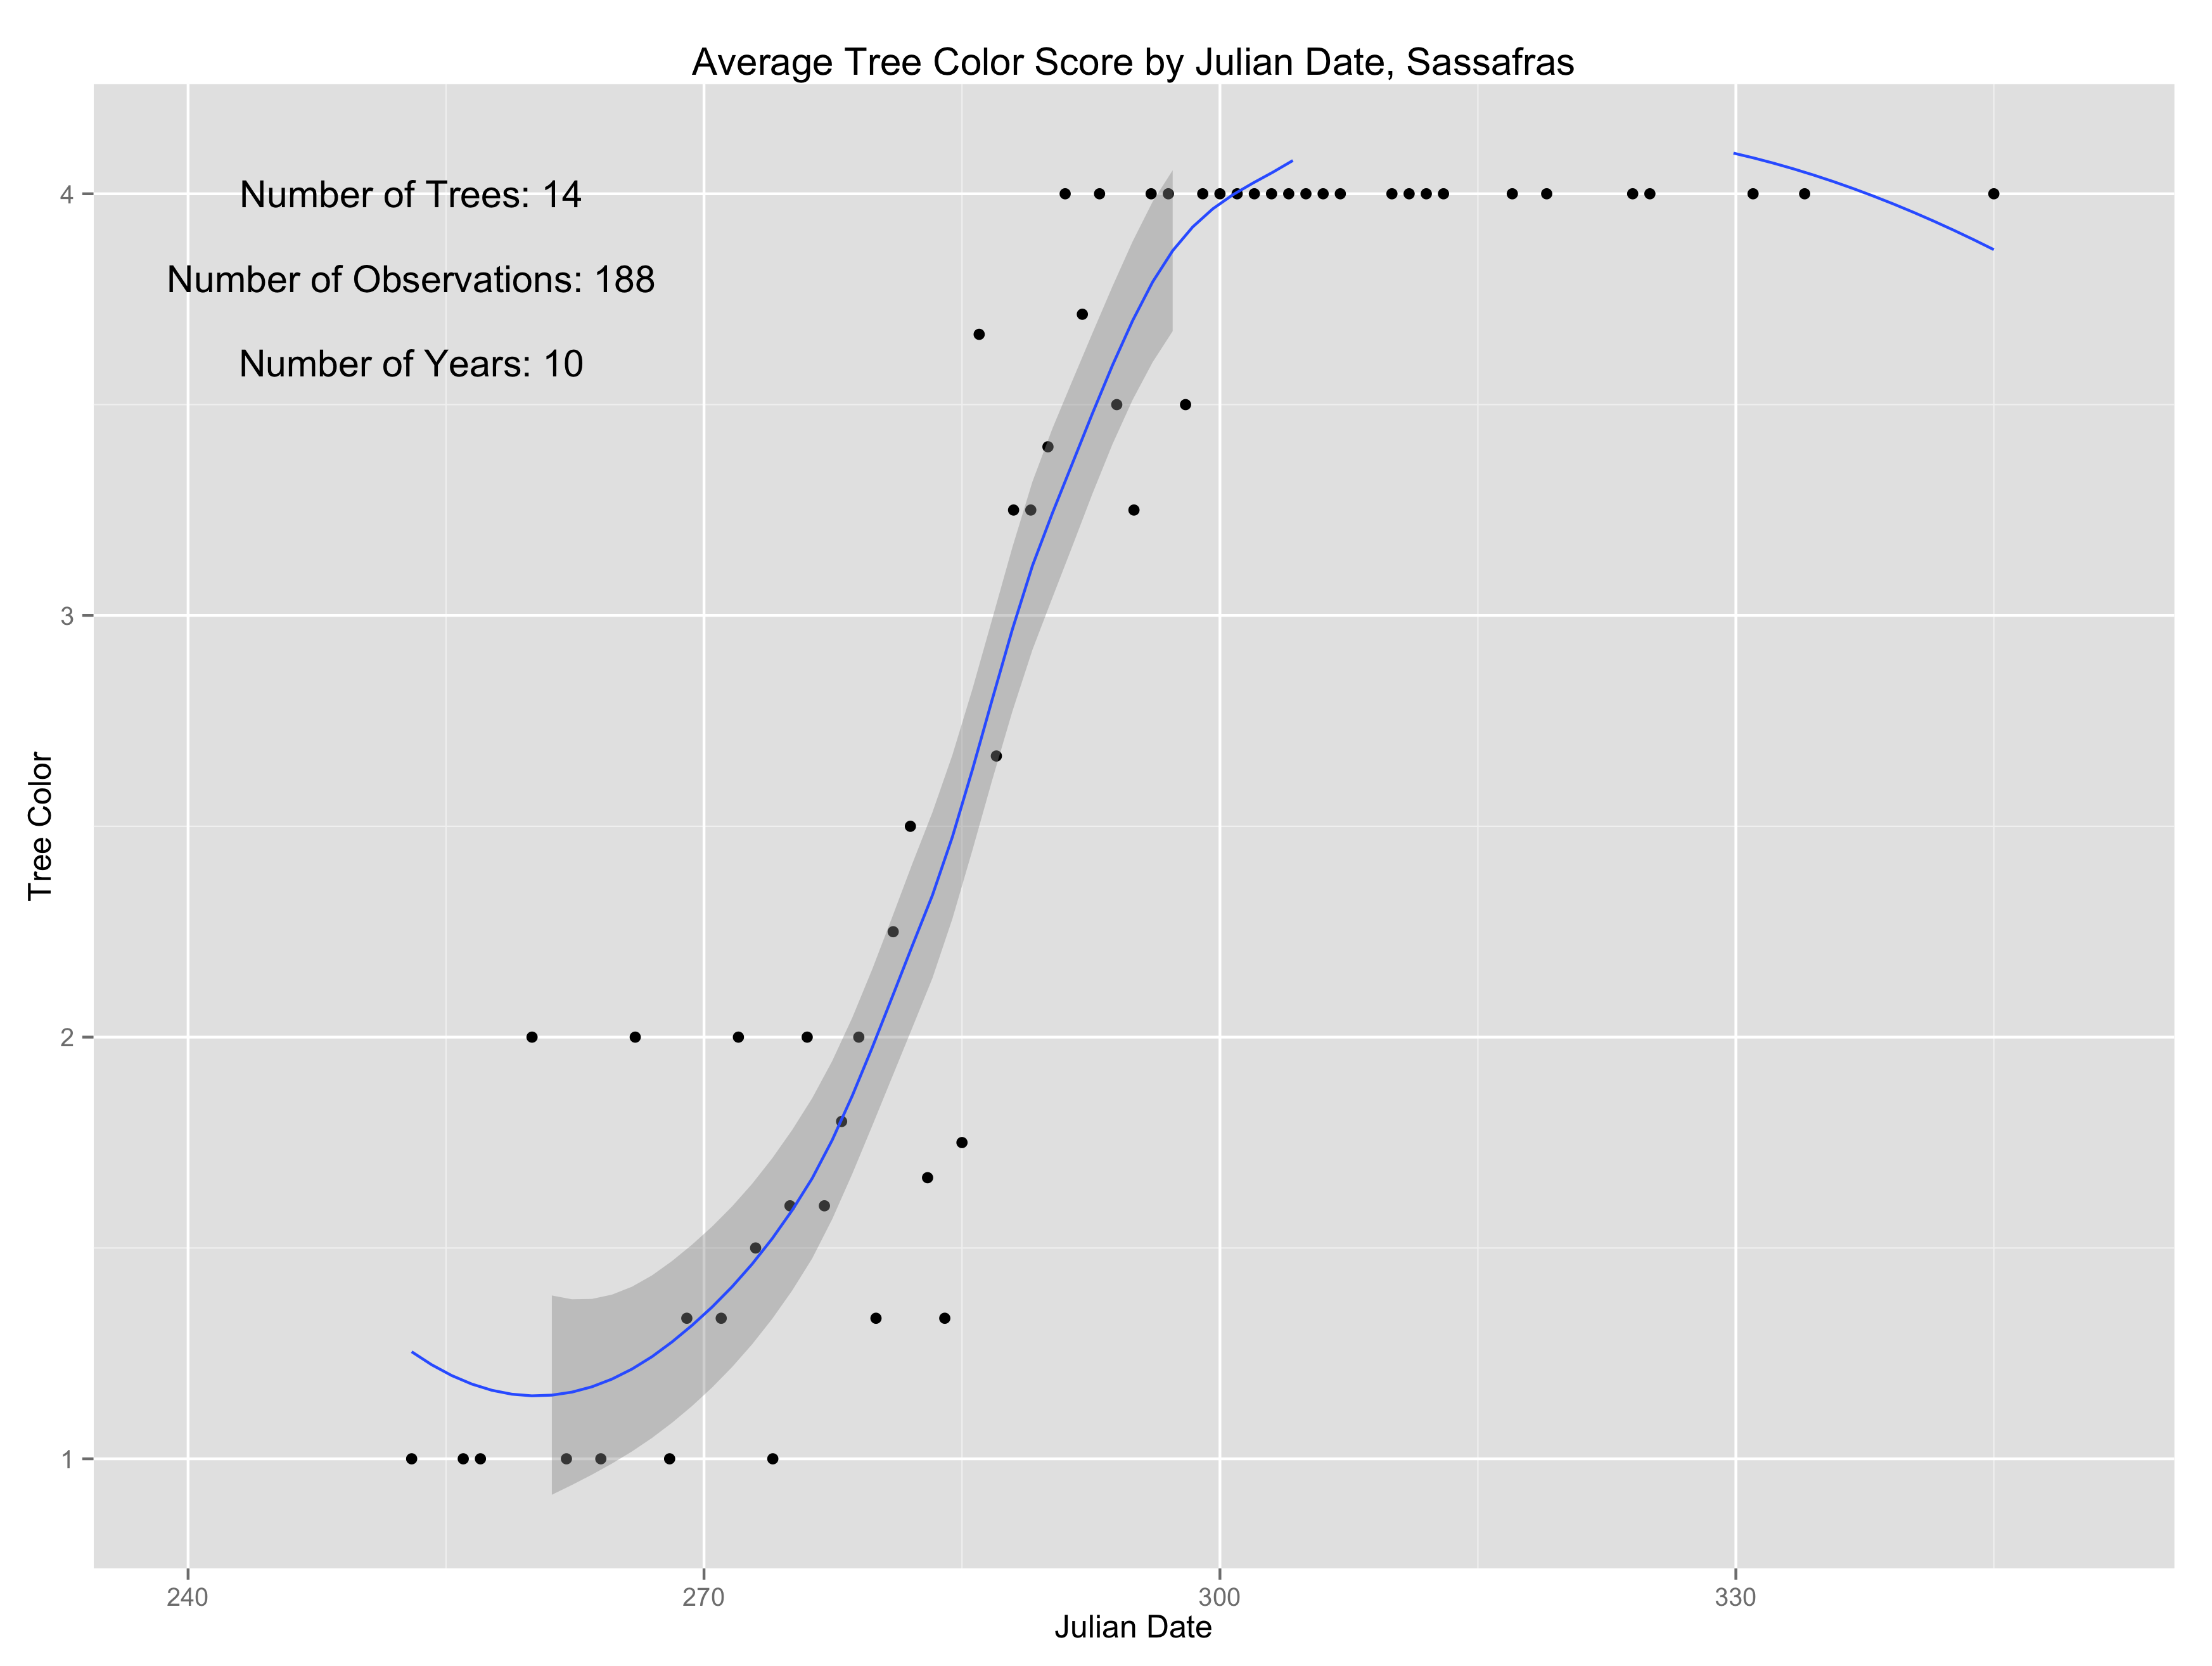 Average Tree Color Score by Julian Date, Sassafras
Number of Trees: 14
Number of Observations: 188
Number of Years: 10
4
3
2
1
Tree Color
240 270 300 330
Julian Date